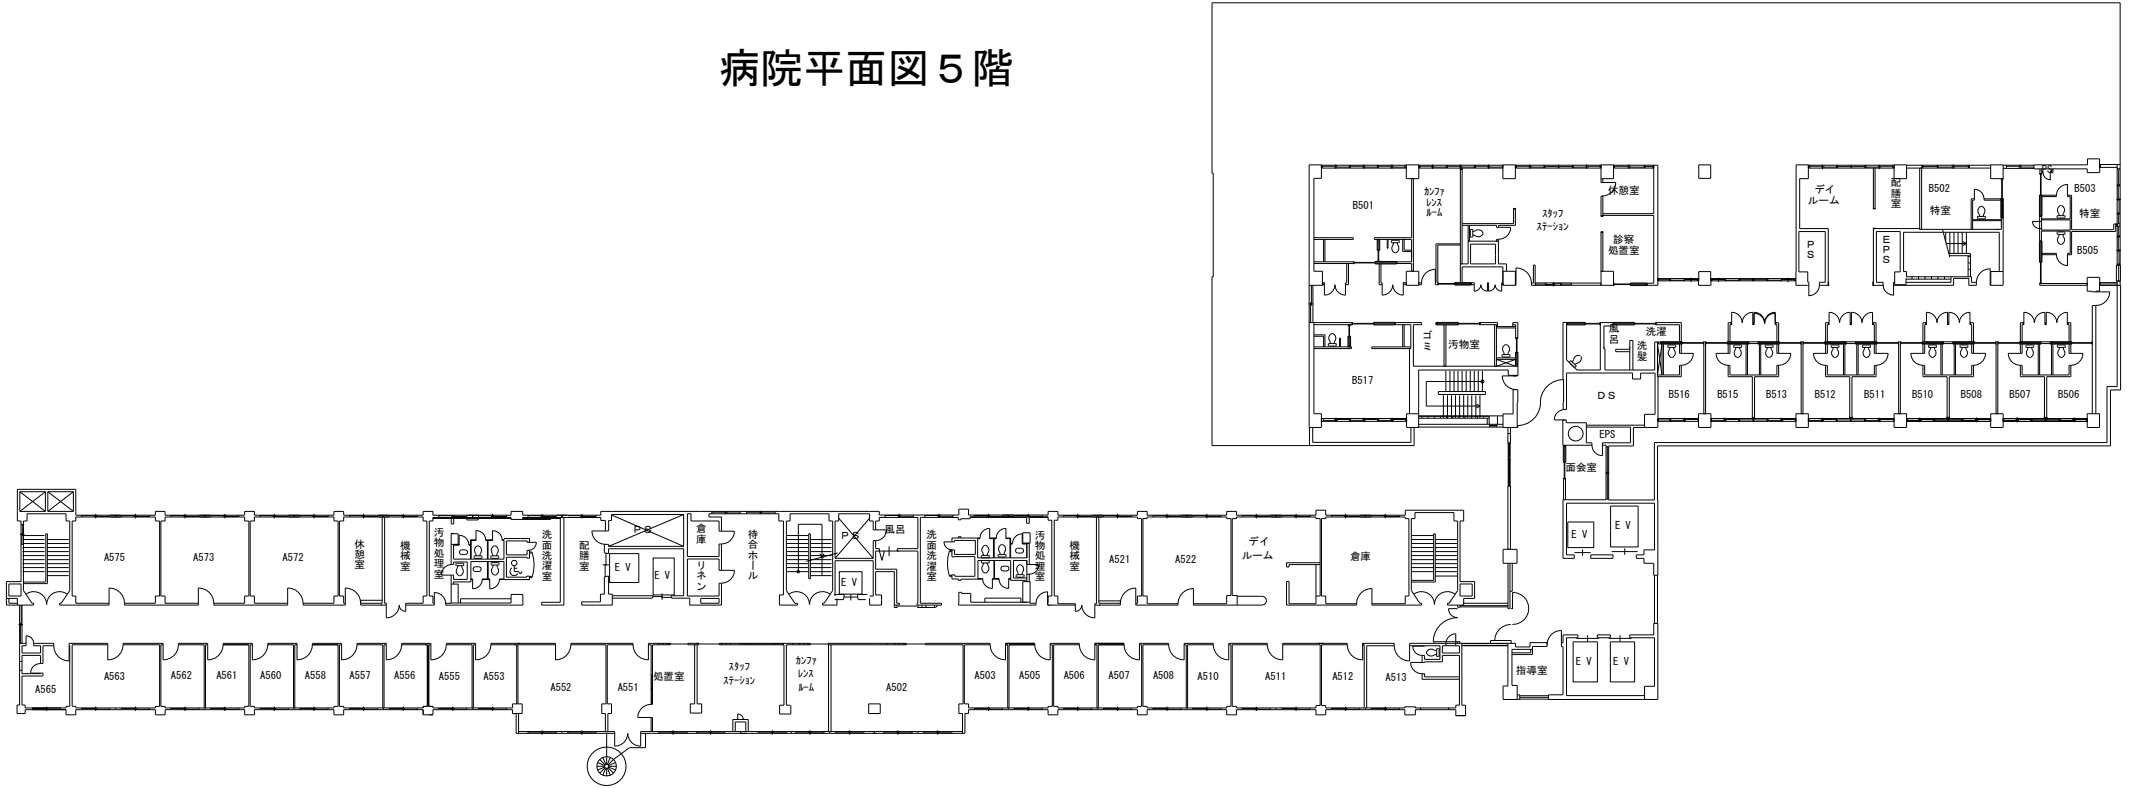 病院平面図５階
B501
ｶﾝﾌｧ
ﾚﾝｽ
ﾙｰﾑ
ｽﾀｯﾌ
ｽﾃｰｼｮﾝ
休憩室
診察
処置室
デイ
ルーム
配膳室
B502
特室
PS
B503
特室
B505
PS
EPS
B517
ゴミ
汚物室
風呂
洗濯
洗髪
DS
B516
B515
B513
B512
B511
B510
B508
B507
B506
EPS
面会室
EV
EV
A575
A573
A572
休憩室
機械室
汚物処理室
洗面洗濯室
配膳室
PS
EV
EV
倉庫
リネン
待合ホール
PS
EV
風呂
洗面洗濯室
汚物処理室
機械室
A521
A522
デイ
ルーム
倉庫
A565
A563
A562
A561
A560
A558
A557
A556
A555
A553
A552
A551
処置室
ｽﾀｯﾌ
ｽﾃｰｼｮﾝ
ｶﾝﾌｧ
ﾚﾝｽ
ﾙｰﾑ
A502
A503
A505
A506
A507
A508
A510
A511
A512
A513
指導室
EV
EV